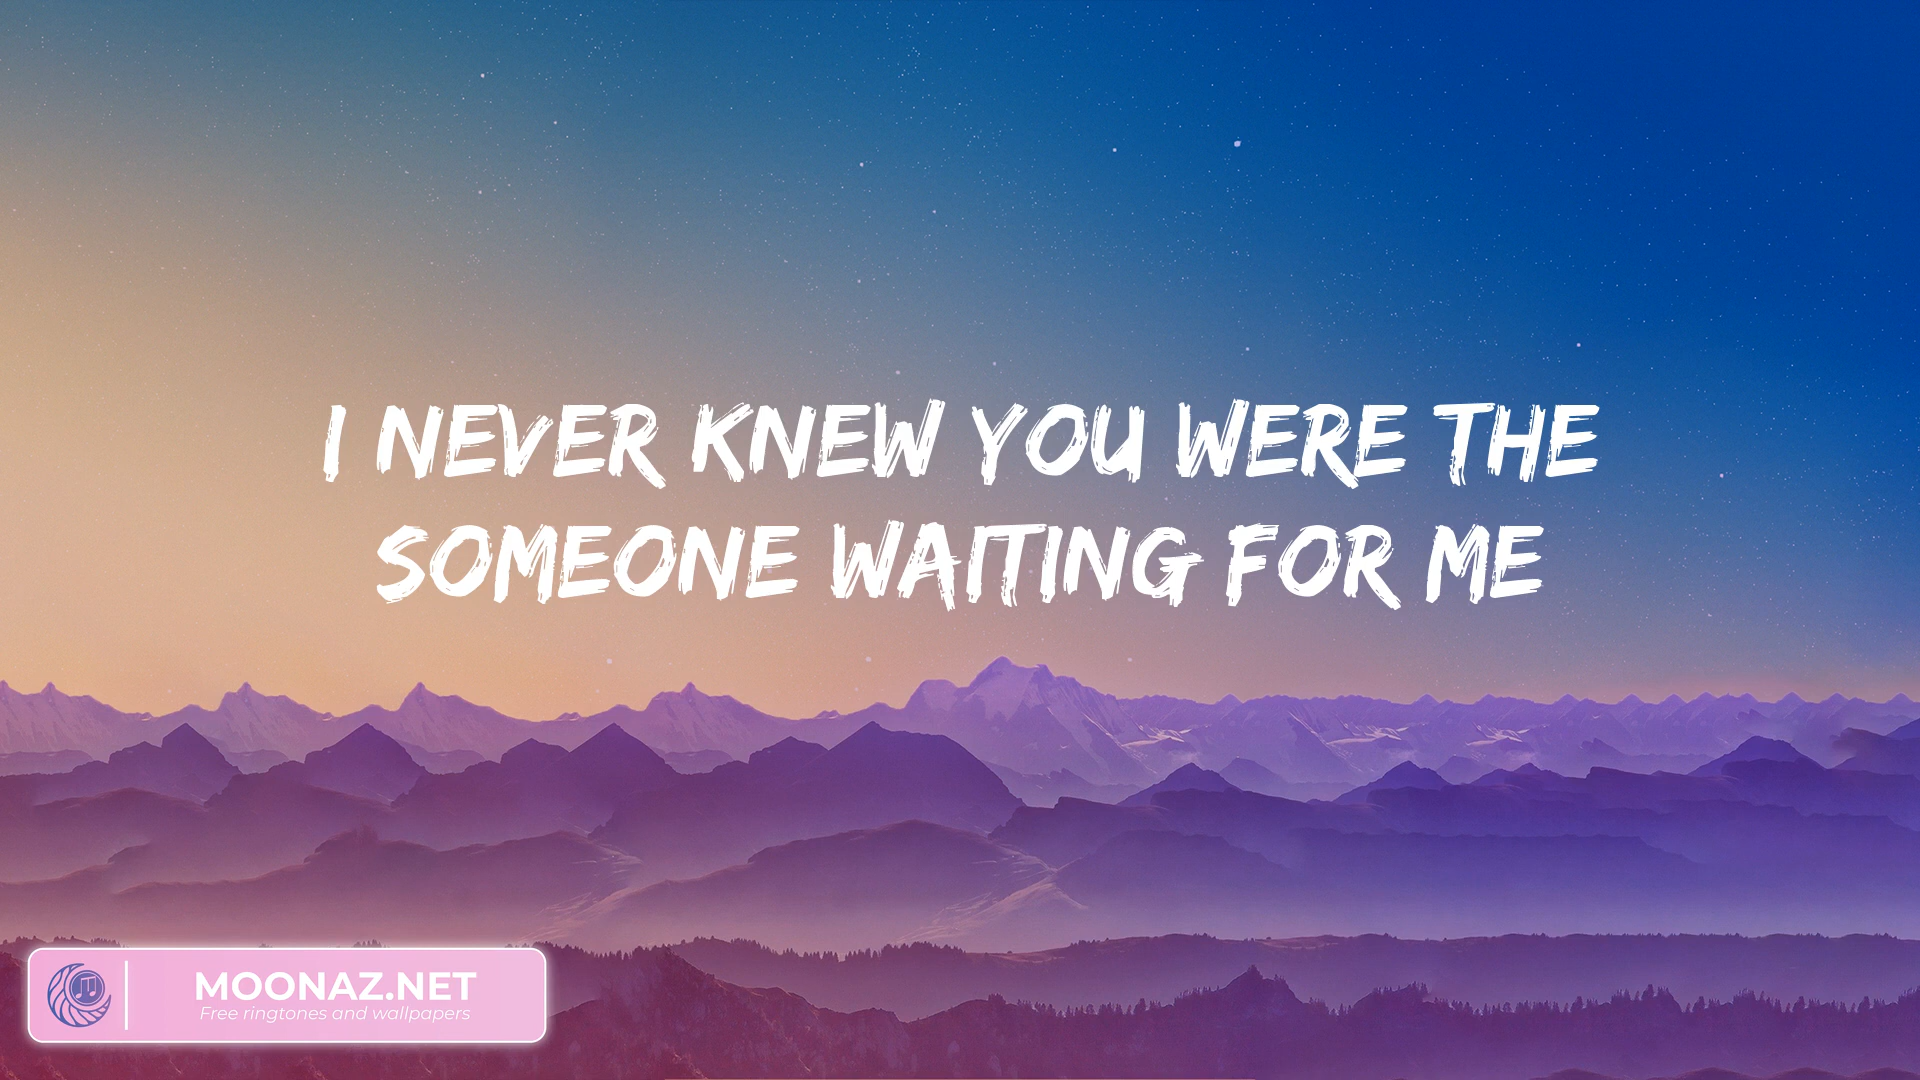 I NEVER KNEW YOU WERE THE
SOMEONE WAITING FOR ME
MOONAZ.NET
Free ringtones and wallpapers